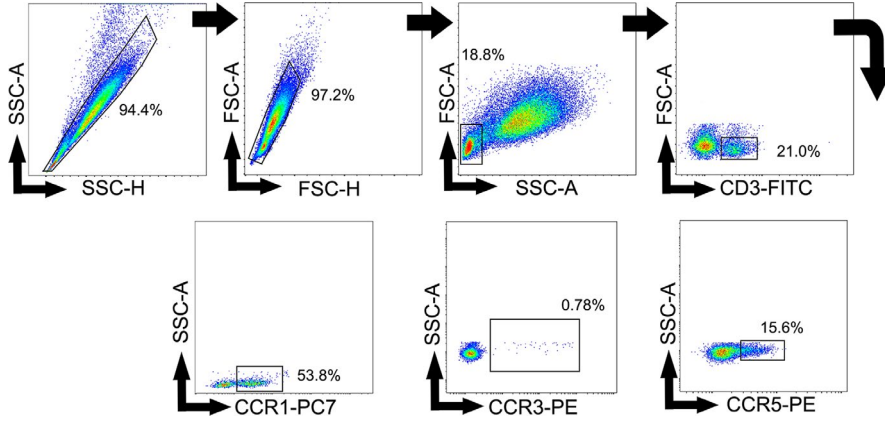 SSC-A
94.4%
SSC-H
FSC-A
97.2%
FSC-H
FSC-A
18.8%
SSC-A
FSC-A
21.0%
CD3-FITC
SSC-A
53.8%
CCR1-PC7
SSC-A
0.78%
CCR3-PE
SSC-A
15.6%
CCR5-PE